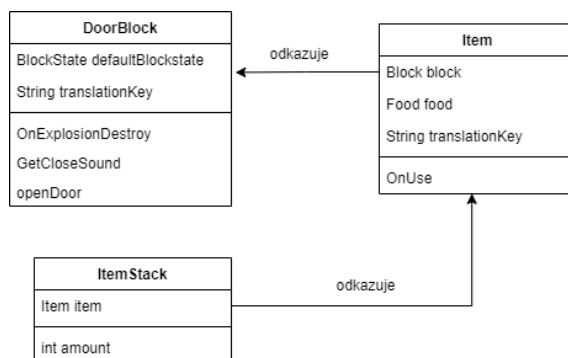 DoorBlock
BlockState defaultBlockstate
String translationKey
OnExplosionDestroy
GetCloseSound
openDoor
odkazuje
Item
Block block
Food food
String translationKey
OnUse
ItemStack
Item item
int amount
odkazuje